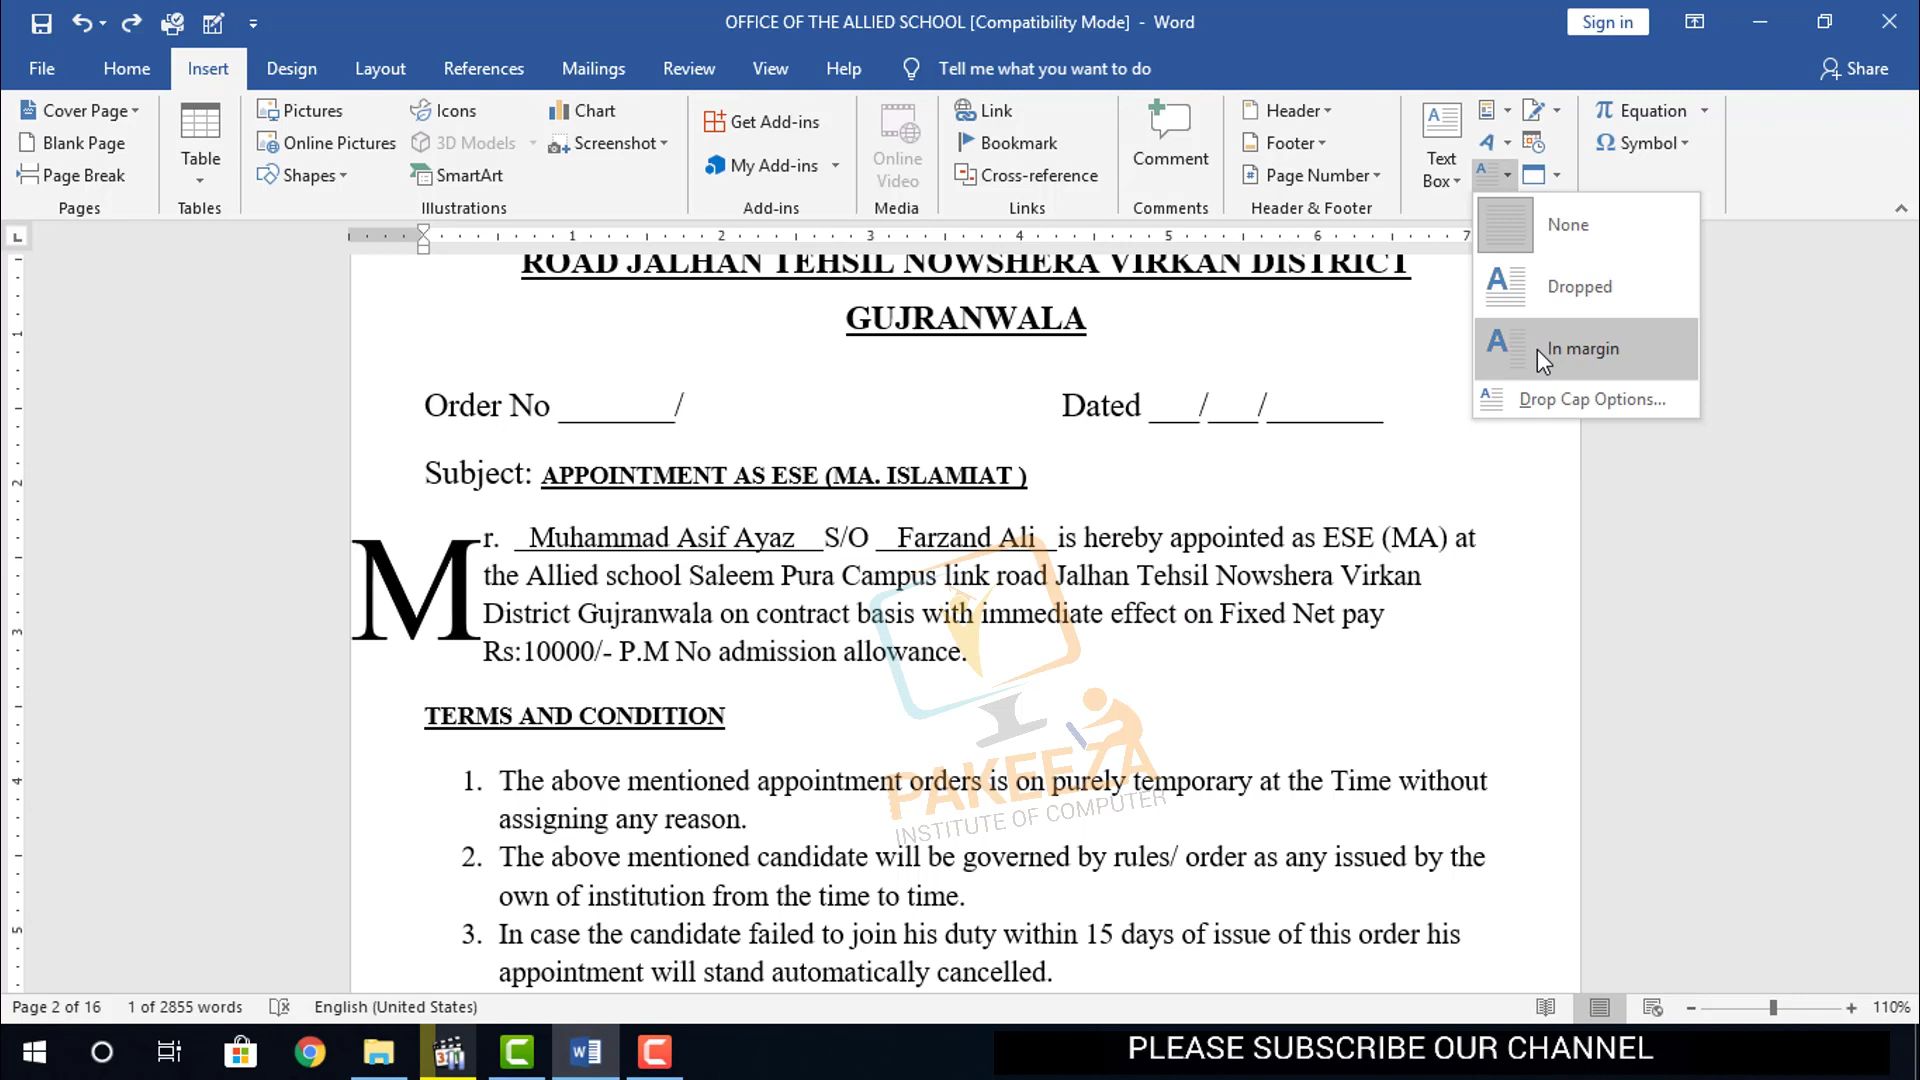 OFFICE OF THE ALLIED SCHOOL [Compatibility Mode] - Word
Sign in
File Home Insert Design Layout References Mailings Review View Help Tell me what you want to do Share
Cover Page
Blank Page
Page Break
Pages
Table
Tables
Pictures
Online Pictures
Shapes
Icons
3D Models
SmartArt
Chart
Screenshot
Illustrations
Get Add-ins
My Add-ins
Add-ins
Online
Video
Media
Link
Bookmark
Cross-reference
Links
Comment
Comments
Header
Footer
Page Number
Header & Footer
Text
Box
Equation
Symbol
None
Dropped
In margin
Drop Cap Options...
1 2 3 4 5 6 7
1
2
3
4
5
ROAD JALHAN TEHSIL NOWSHERA VIRKAN DISTRICT
GUJRANWALA
Order No _______/ Dated ___/___/_______
Subject: APPOINTMENT AS ESE (MA. ISLAMIAT )
Mr. Muhammad Asif Ayaz S/O Farzand Ali is hereby appointed as ESE (MA) at
the Allied school Saleem Pura Campus link road Jalhan Tehsil Nowshera Virkan
District Gujranwala on contract basis with immediate effect on Fixed Net pay
Rs:10000/- P.M No admission allowance.
TERMS AND CONDITION
1. The above mentioned appointment orders is on purely temporary at the Time without
assigning any reason.
2. The above mentioned candidate will be governed by rules/ order as any issued by the
own of institution from the time to time.
3. In case the candidate failed to join his duty within 15 days of issue of this order his
appointment will stand automatically cancelled.
PAKEEZA
INSTITUTE OF COMPUTER
Page 2 of 16 1 of 2855 words English (United States) 110%
PLEASE SUBSCRIBE OUR CHANNEL